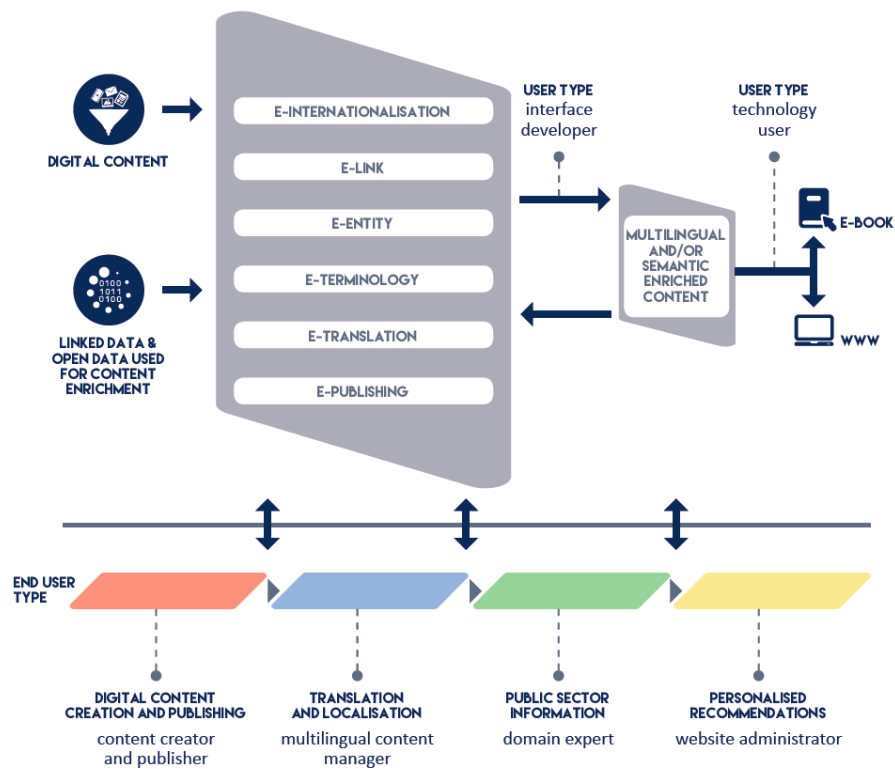 DIGITAL CONTENT
LINKED DATA &
OPEN DATA USED
FOR CONTENT
ENRICHMENT
0100
1011
0100
E-INTERNATIONALISATION
E-LINK
E-ENTITY
E-TERMINOLOGY
E-TRANSLATION
E-PUBLISHING
USER TYPE
interface
developer
MULTILINGUAL
AND/OR
SEMANTIC
ENRICHED
CONTENT
USER TYPE
technology
user
E-BOOK
WWW
END USER
TYPE
DIGITAL CONTENT
CREATION AND PUBLISHING
content creator
and publisher
TRANSLATION
AND LOCALISATION
multilingual content
manager
PUBLIC SECTOR
INFORMATION
domain expert
PERSONALISED
RECOMMENDATIONS
website administrator